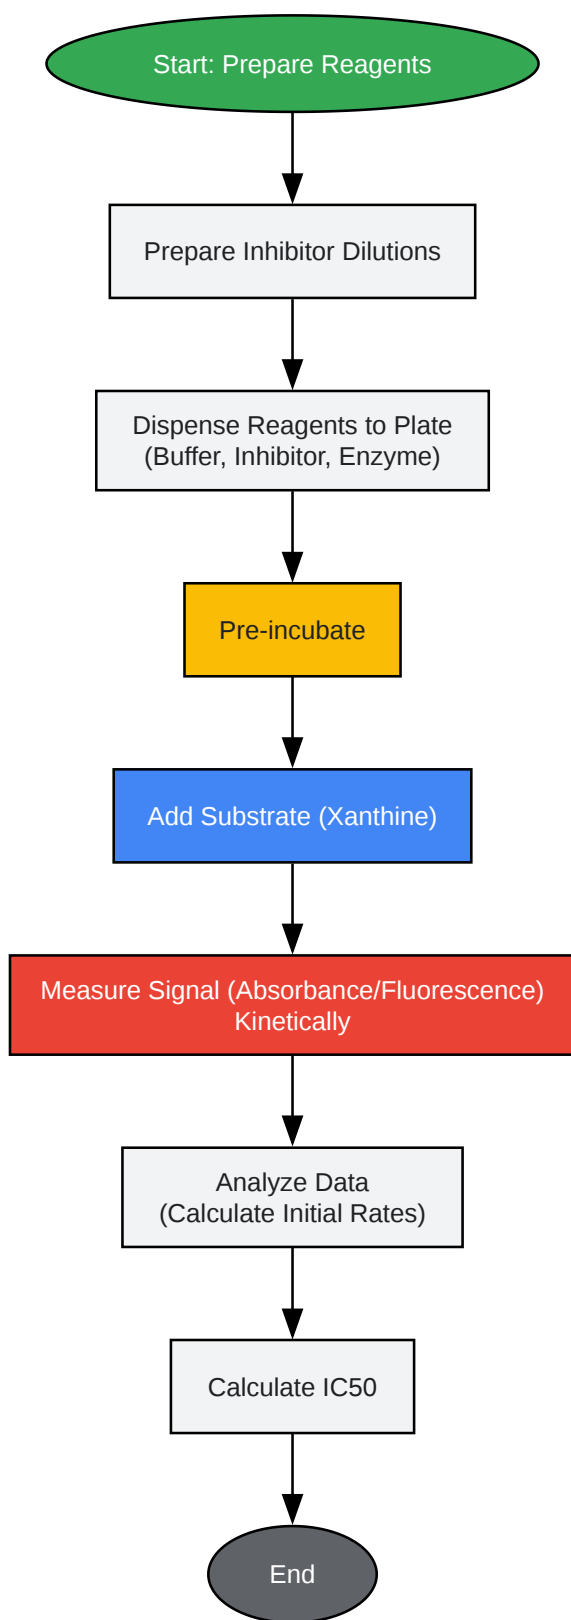 Start: Prepare Reagents
Prepare Inhibitor Dilutions
Dispense Reagents to Plate
(Buffer, Inhibitor, Enzyme)
Pre-incubate
Add Substrate (Xanthine)
Measure Signal (Absorbance/Fluorescence)
Kinetically
Analyze Data
(Calculate Initial Rates)
Calculate IC50
End